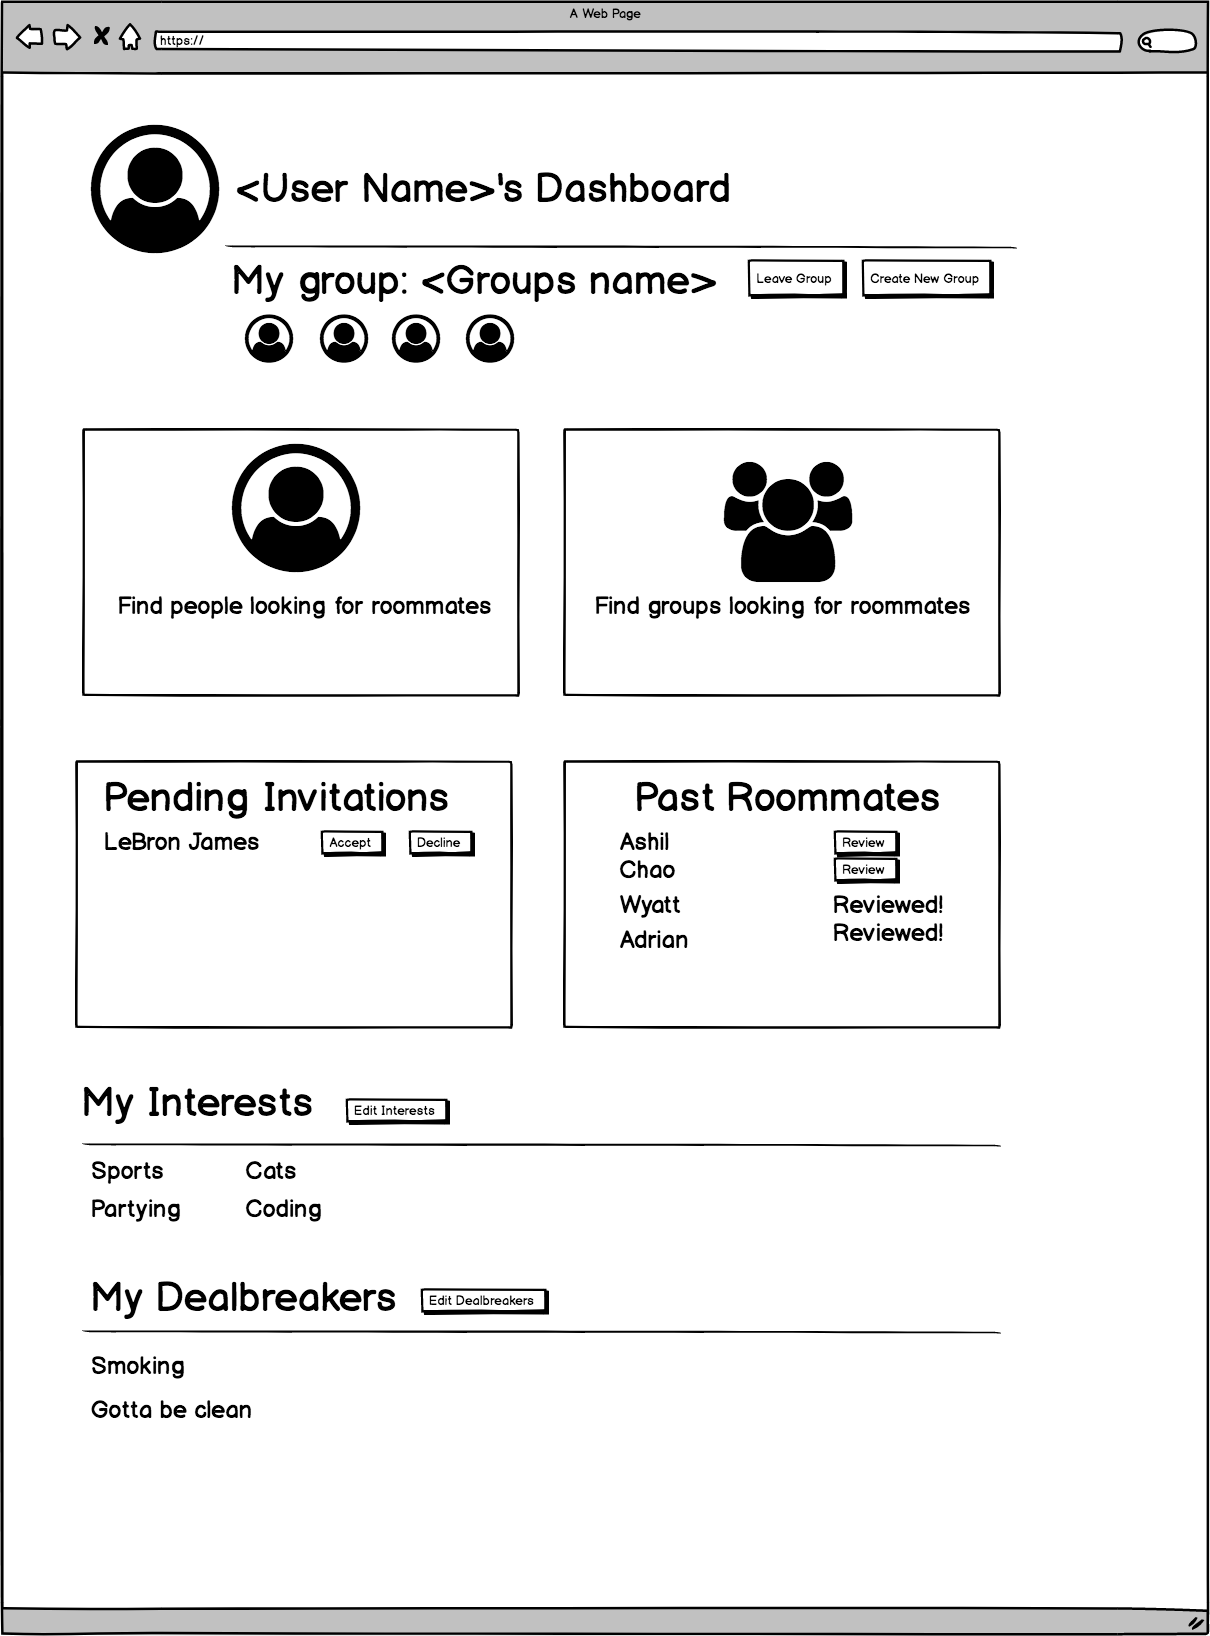 A Web Page
https://
<User Name>'s Dashboard
My group: <Groups name>
Leave Group
Create New Group
Find people looking for roommates
Find groups looking for roommates
Pending Invitations
LeBron James
Accept
Decline
Past Roommates
Ashil
Review
Chao
Review
Wyatt
Reviewed!
Adrian
Reviewed!
My Interests
Edit Interests
Sports
Cats
Partying
Coding
My Dealbreakers
Edit Dealbreakers
Smoking
Gotta be clean